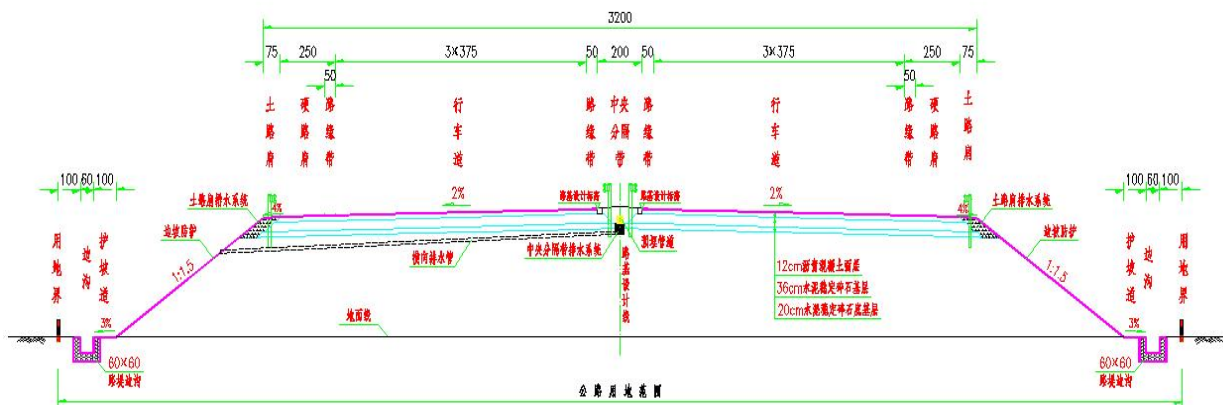 3200
75 250 3×375 50 200 50 3×375 250 75
50 50
土路肩 硬路肩 路缘带 行车道 路缘带 中央分隔带 路缘带 行车道 路缘带 硬路肩 土路肩
100 60 100 100 60 100
2% 路基设计标高 路基设计标高 2%
土路肩排水系统 4% 4% 土路肩排水系统
用地界 边沟 护坡道 护坡道 边沟 用地界
边坡防护 边坡防护
横向排水管 中央分隔带排水系统 预埋管道
路基设计线
1:1.5 1:1.5
12cm沥青混凝土面层
36cm水泥稳定碎石基层
20cm水泥稳定碎石底基层
地面线
3% 3%
60×60 60×60
路堤边沟 路堤边沟
公路用地范围